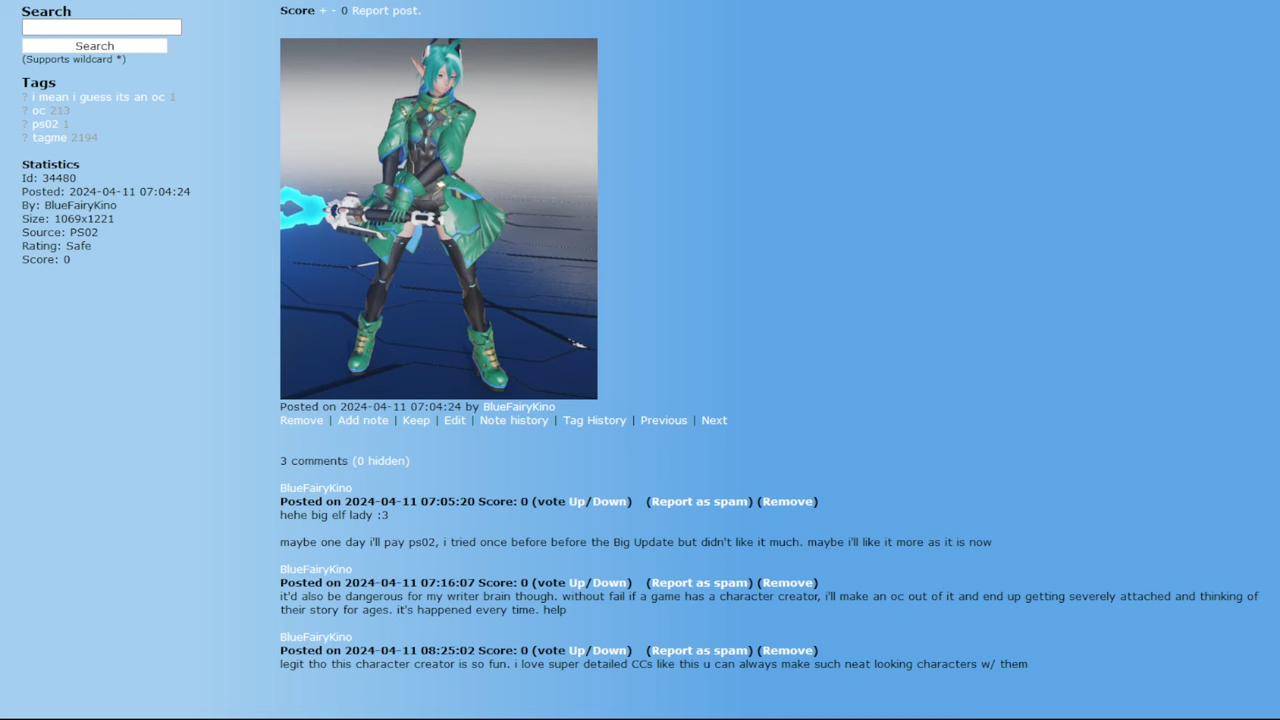 Search
Search
(Supports wildcard *)
Tags
? i mean i guess its an oc 1
? oc 213
? ps02 1
? tagme 2194
Statistics
Id: 34480
Posted: 2024-04-11 07:04:24
By: BlueFairyKino
Size: 1069x1221
Source: PS02
Rating: Safe
Score: 0
Score + - 0 Report post.
Posted on 2024-04-11 07:04:24 by BlueFairyKino
Remove | Add note | Keep | Edit | Note history | Tag History | Previous | Next
3 comments (0 hidden)
BlueFairyKino
Posted on 2024-04-11 07:05:20 Score: 0 (vote Up/Down) (Report as spam) (Remove)
hehe big elf lady :3
maybe one day i'll pay ps02, i tried once before before the Big Update but didn't like it much. maybe i'll like it more as it is now
BlueFairyKino
Posted on 2024-04-11 07:16:07 Score: 0 (vote Up/Down) (Report as spam) (Remove)
it'd also be dangerous for my writer brain though. without fail if a game has a character creator, i'll make an oc out of it and end up getting severely attached and thinking of
their story for ages. it's happened every time. help
BlueFairyKino
Posted on 2024-04-11 08:25:02 Score: 0 (vote Up/Down) (Report as spam) (Remove)
legit tho this character creator is so fun. i love super detailed CCs like this u can always make such neat looking characters w/ them